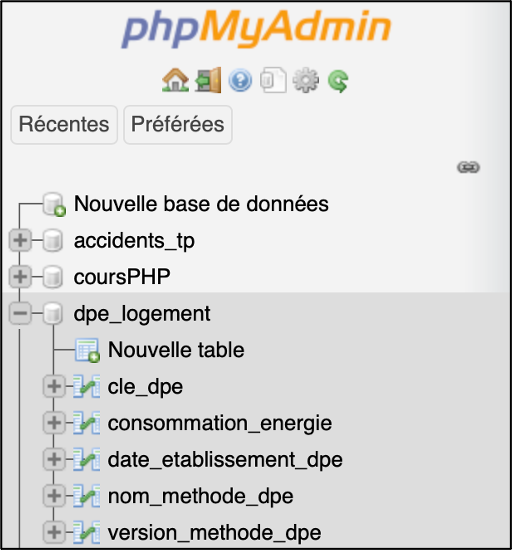 phpMyAdmin
Récentes Préférées
Nouvelle base de données
accidents_tp
coursPHP
dpe_logement
Nouvelle table
cle_dpe
consommation_energie
date_etablissement_dpe
nom_methode_dpe
version_methode_dpe